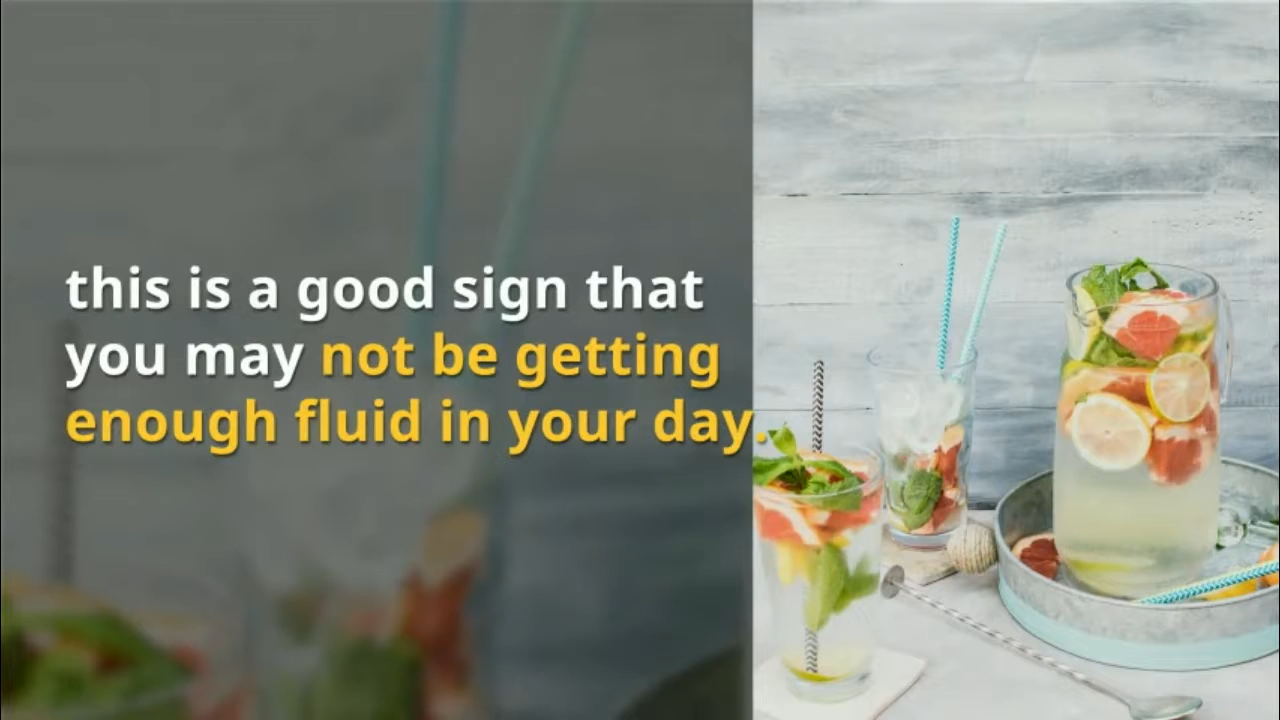 this is a good sign that
you may not be getting
enough fluid in your day.